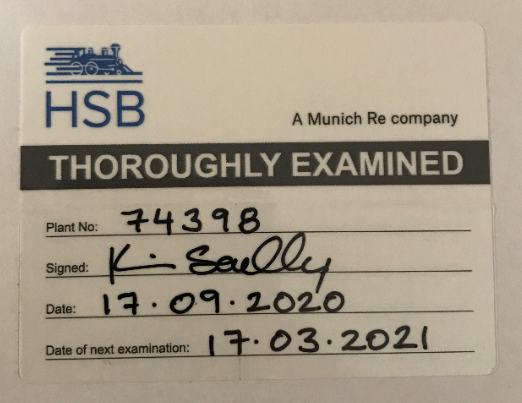 HSB
A Munich Re company
THOROUGHLY EXAMINED
Plant No: 74398
Signed:
Date: 17.09.2020
Date of next examination: 17.03.2021